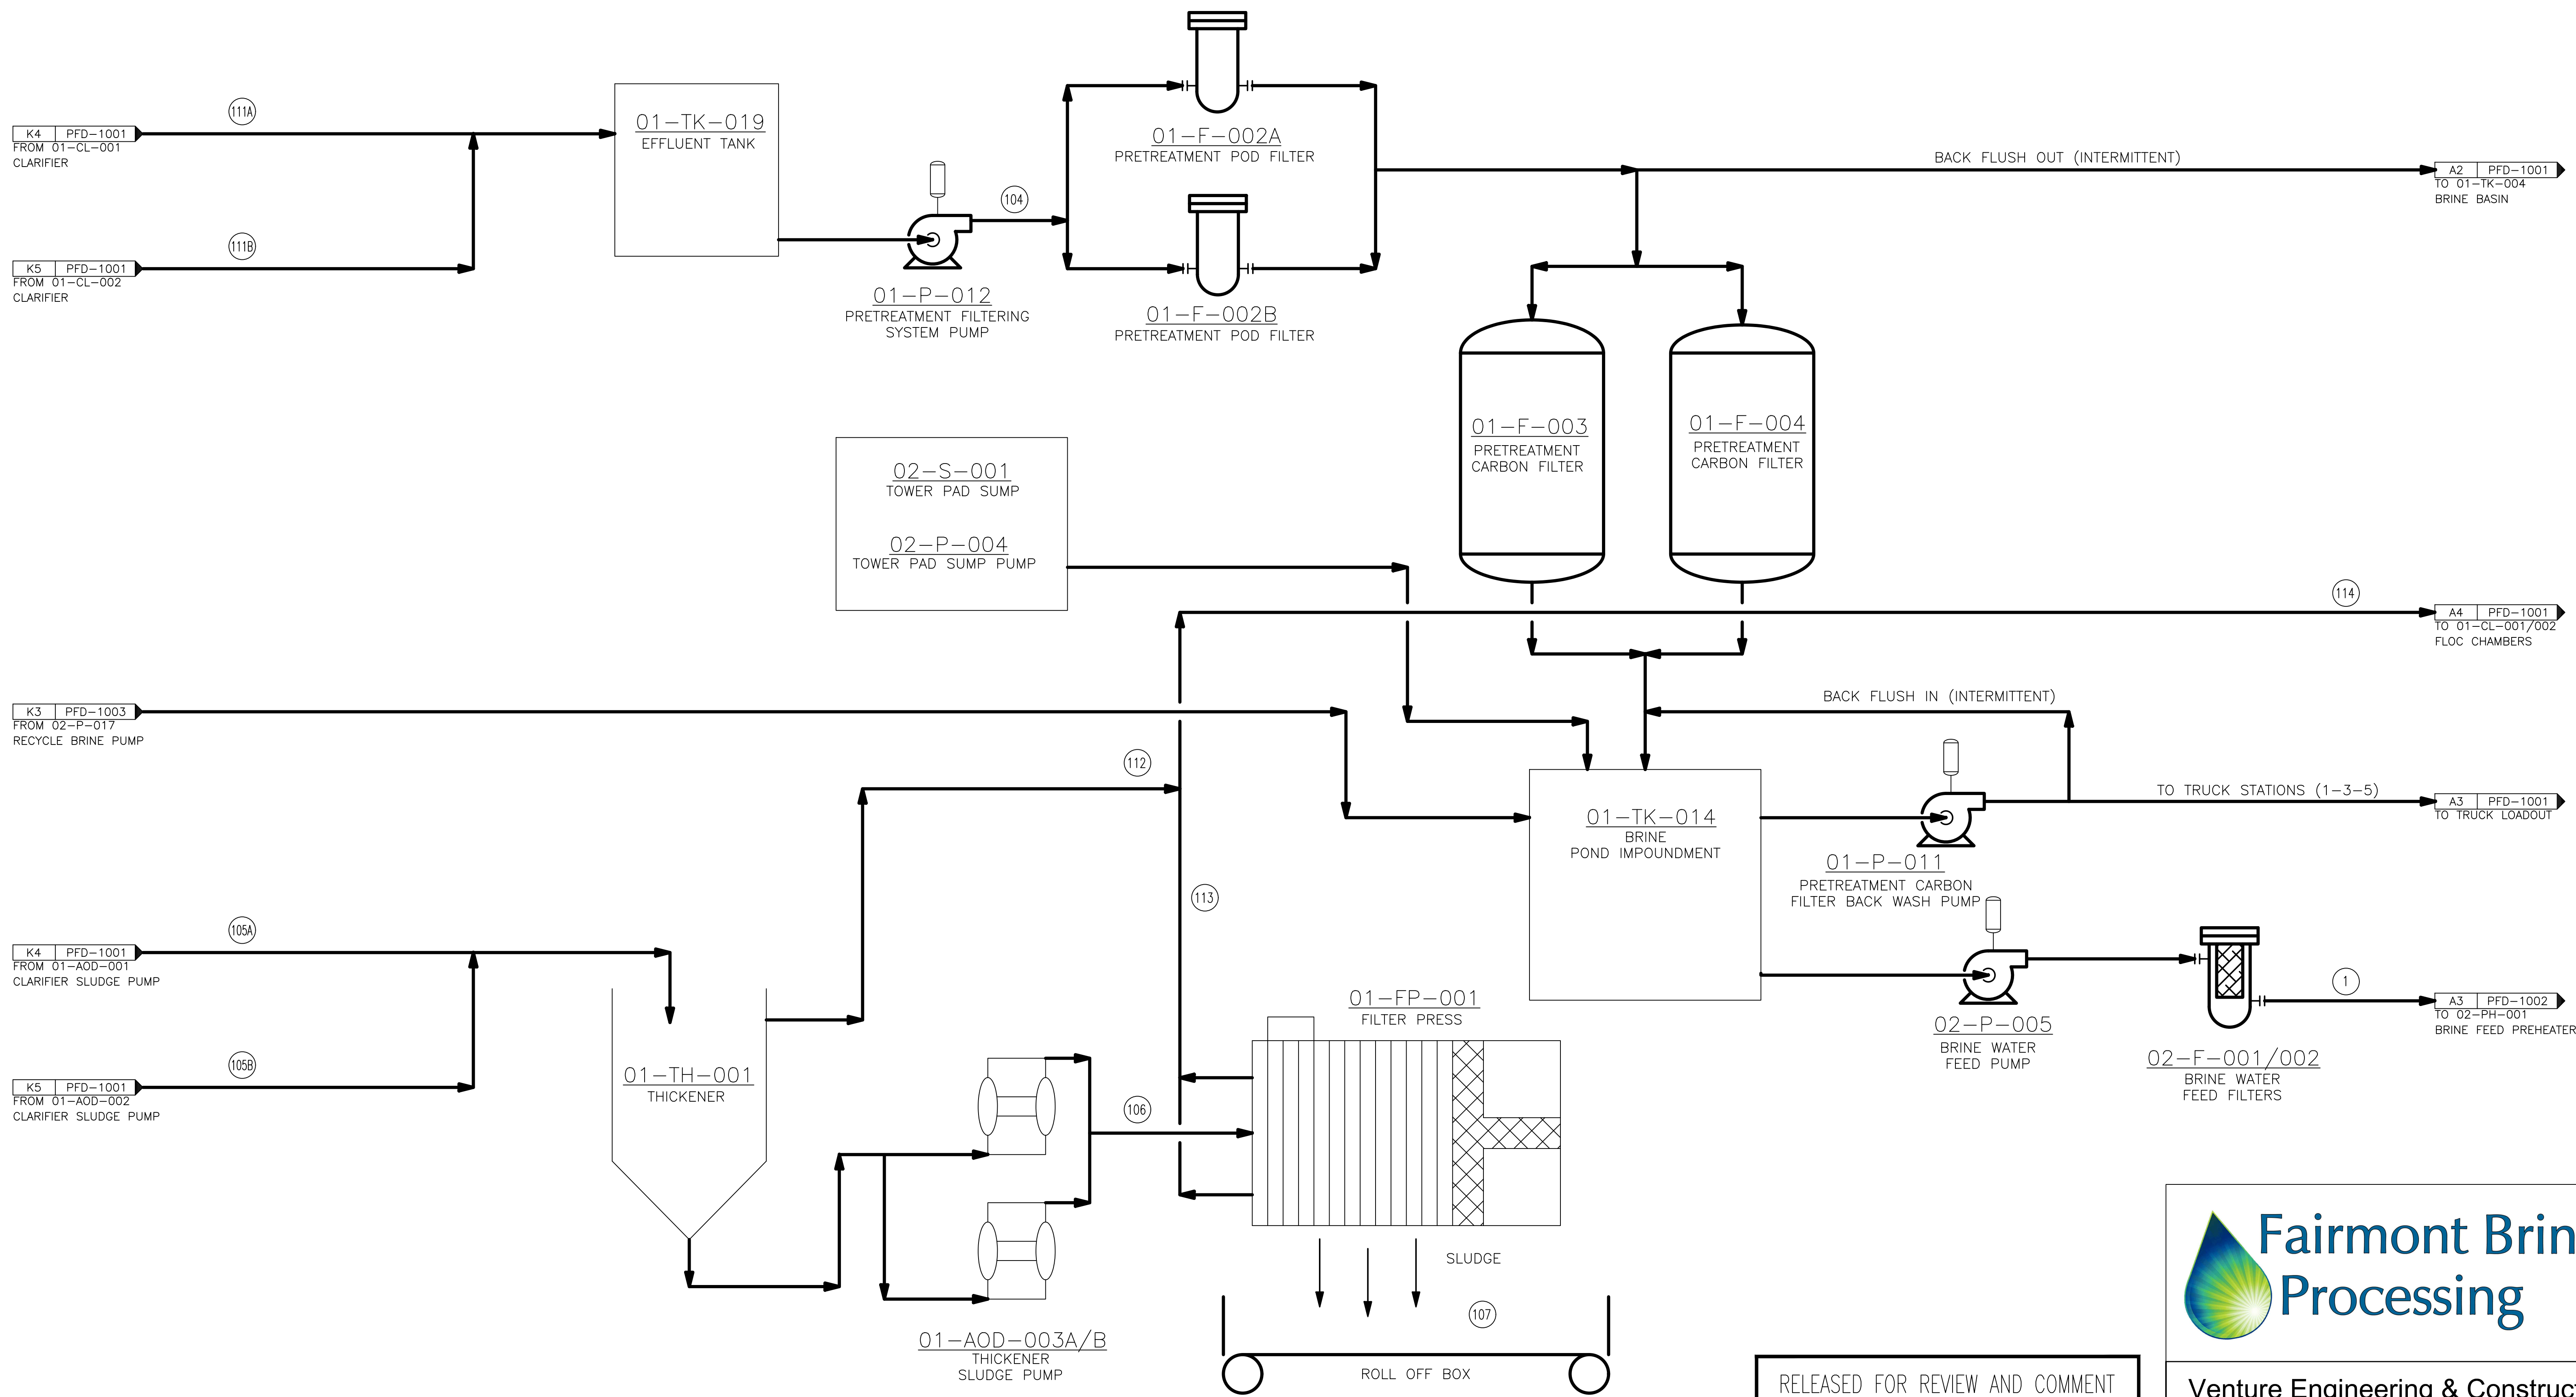 111A
K4 PFD-1001
FROM 01-CL-001
CLARIFIER
111B
K5 PFD-1001
FROM 01-CL-002
CLARIFIER
01-TK-019
EFFLUENT TANK
01-P-012
PRETREATMENT FILTERING
SYSTEM PUMP
104
01-F-002A
PRETREATMENT POD FILTER
01-F-002B
PRETREATMENT POD FILTER
BACK FLUSH OUT (INTERMITTENT)
A2 PFD-1001
TO 01-TK-004
BRINE BASIN
01-F-003
PRETREATMENT
CARBON FILTER
01-F-004
PRETREATMENT
CARBON FILTER
02-S-001
TOWER PAD SUMP
02-P-004
TOWER PAD SUMP PUMP
114
A4 PFD-1001
TO 01-CL-001/002
FLOC CHAMBERS
K3 PFD-1003
FROM 02-P-017
RECYCLE BRINE PUMP
BACK FLUSH IN (INTERMITTENT)
112
113
01-TK-014
BRINE
POND IMPOUNDMENT
TO TRUCK STATIONS (1-3-5)
A3 PFD-1001
TO TRUCK LOADOUT
01-P-011
PRETREATMENT CARBON
FILTER BACK WASH PUMP
105A
K4 PFD-1001
FROM 01-AOD-001
CLARIFIER SLUDGE PUMP
105B
K5 PFD-1001
FROM 01-AOD-002
CLARIFIER SLUDGE PUMP
01-TH-001
THICKENER
106
01-FP-001
FILTER PRESS
02-P-005
BRINE WATER
FEED PUMP
02-F-001/002
BRINE WATER
FEED FILTERS
1
A3 PFD-1002
TO 02-PH-001
BRINE FEED PREHEATER
SLUDGE
107
01-AOD-003A/B
THICKENER
SLUDGE PUMP
ROLL OFF BOX
RELEASED FOR REVIEW AND COMMENT
Fairmont Brin
Processing
Venture Engineering & Construc